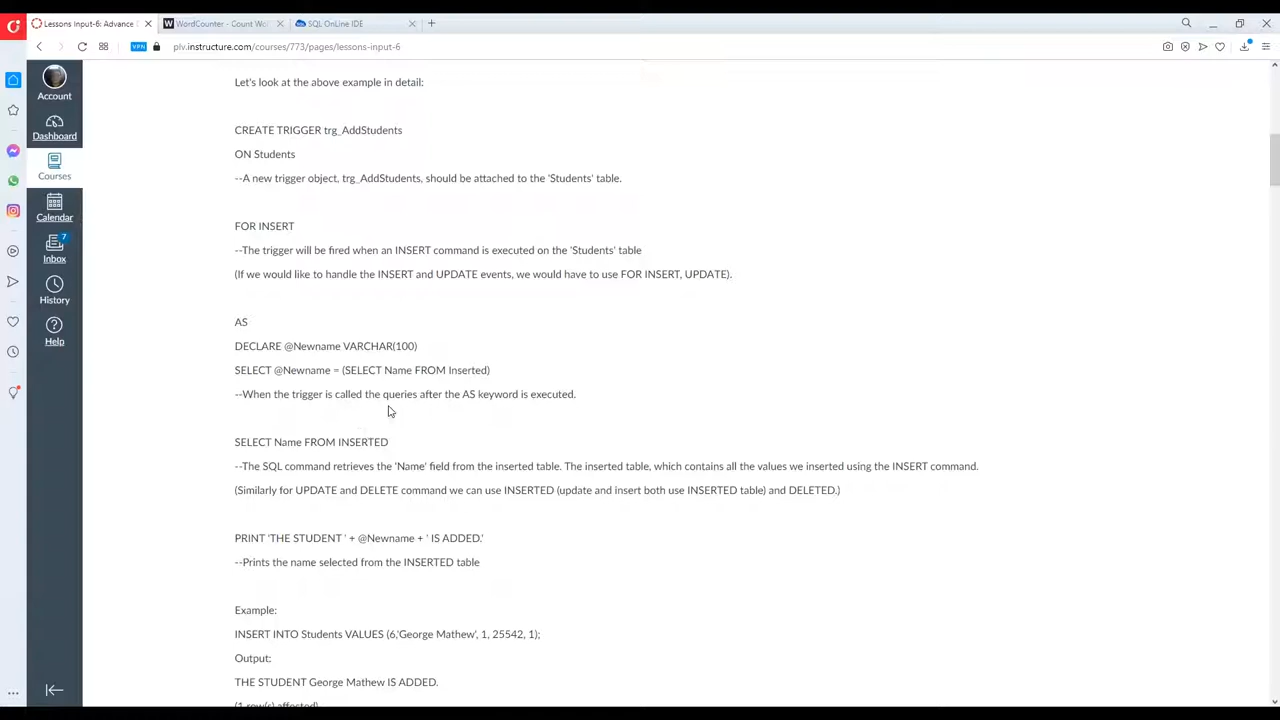 Lessons Input-6: Advance
WordCounter - Count Wo
SQL OnLine IDE
VPN
plv.instructure.com/courses/773/pages/lessons-input-6
Account
Dashboard
Courses
Calendar
7
Inbox
History
Help
Let's look at the above example in detail:
CREATE TRIGGER trg_AddStudents
ON Students
--A new trigger object, trg_AddStudents, should be attached to the 'Students' table.
FOR INSERT
--The trigger will be fired when an INSERT command is executed on the 'Students' table
(If we would like to handle the INSERT and UPDATE events, we would have to use FOR INSERT, UPDATE).
AS
DECLARE @Newname VARCHAR(100)
SELECT @Newname = (SELECT Name FROM Inserted)
--When the trigger is called the queries after the AS keyword is executed.
SELECT Name FROM INSERTED
--The SQL command retrieves the 'Name' field from the inserted table. The inserted table, which contains all the values we inserted using the INSERT command.
(Similarly for UPDATE and DELETE command we can use INSERTED (update and insert both use INSERTED table) and DELETED.)
PRINT 'THE STUDENT ' + @Newname + ' IS ADDED.'
--Prints the name selected from the INSERTED table
Example:
INSERT INTO Students VALUES (6,'George Mathew', 1, 25542, 1);
Output:
THE STUDENT George Mathew IS ADDED.
(1 row(s) affected)